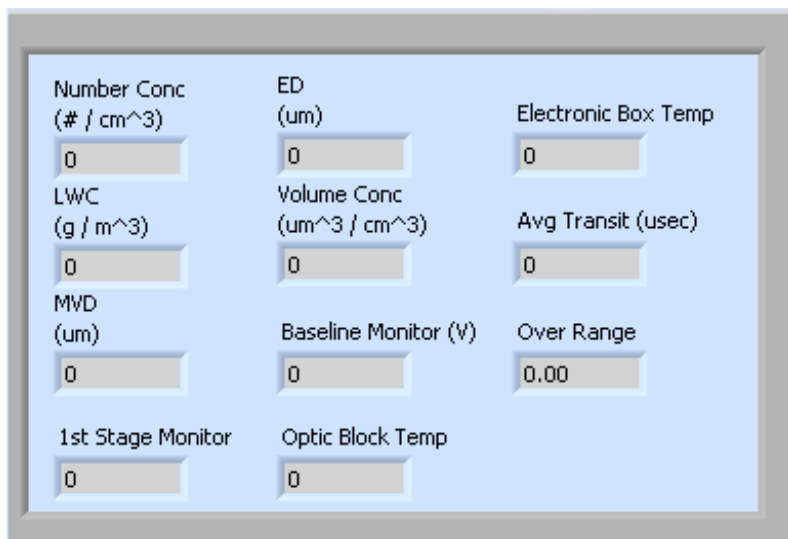 Number Conc
(# / cm^3)
0
LWC
(g / m^3)
0
MVD
(um)
0
1st Stage Monitor
0
ED
(um)
0
Volume Conc
(um^3 / cm^3)
0
Baseline Monitor (V)
0
Optic Block Temp
0
Electronic Box Temp
0
Avg Transit (usec)
0
Over Range
0.00